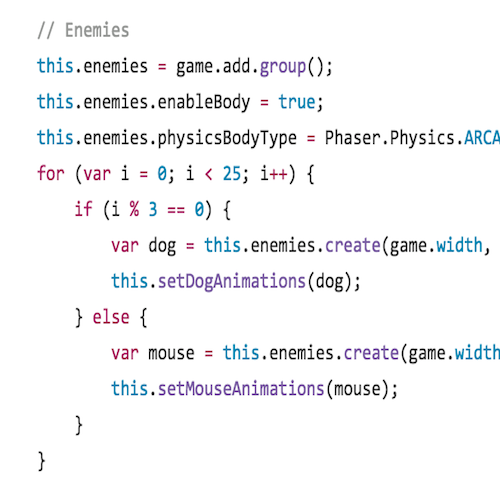 // Enemies
this.enemies = game.add.group();
this.enemies.enableBody = true;
this.enemies.physicsBodyType = Phaser.Physics.ARCA
for (var i = 0; i < 25; i++) {
if (i % 3 == 0) {
var dog = this.enemies.create(game.width,
this.setDogAnimations(dog);
} else {
var mouse = this.enemies.create(game.width
this.setMouseAnimations(mouse);
}
}